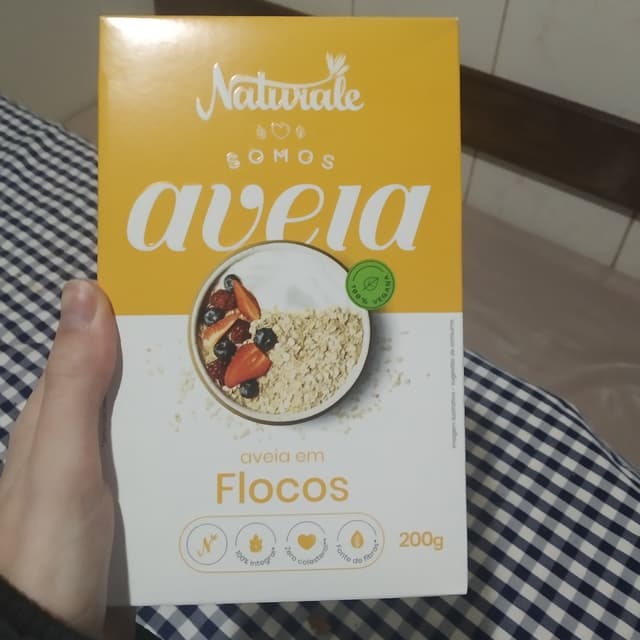 Naturale
SOMOS
aveia
100% VEGANA
aveia em
Flocos
100% Integral
Zero colesterol
Fonte de fibras
200g